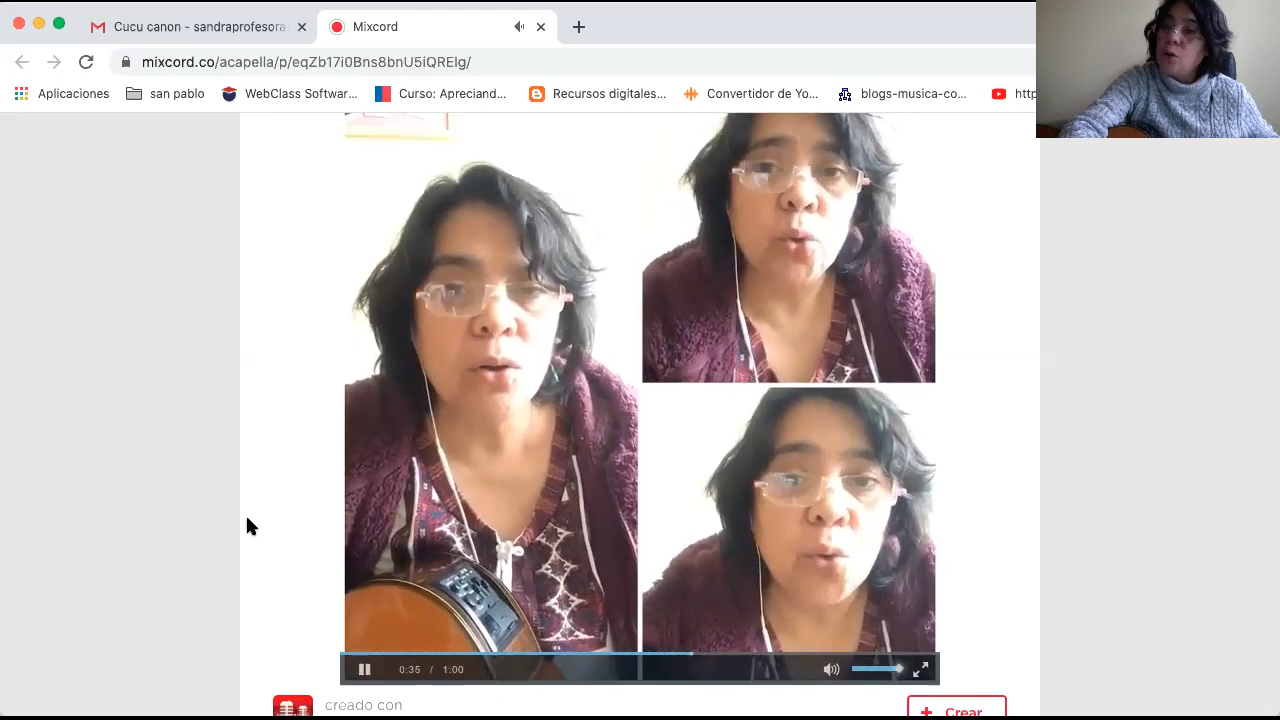 Cucu canon - sandraprofesora
Mixcord
mixcord.co/acapella/p/eqZb17i0Bns8bnU5iQREIg/
Aplicaciones san pablo WebClass Softwar... Curso: Apreciand... Recursos digitales... Convertidor de Yo... blogs-musica-co... http
0:35 / 1:00
creado con
+ Crear